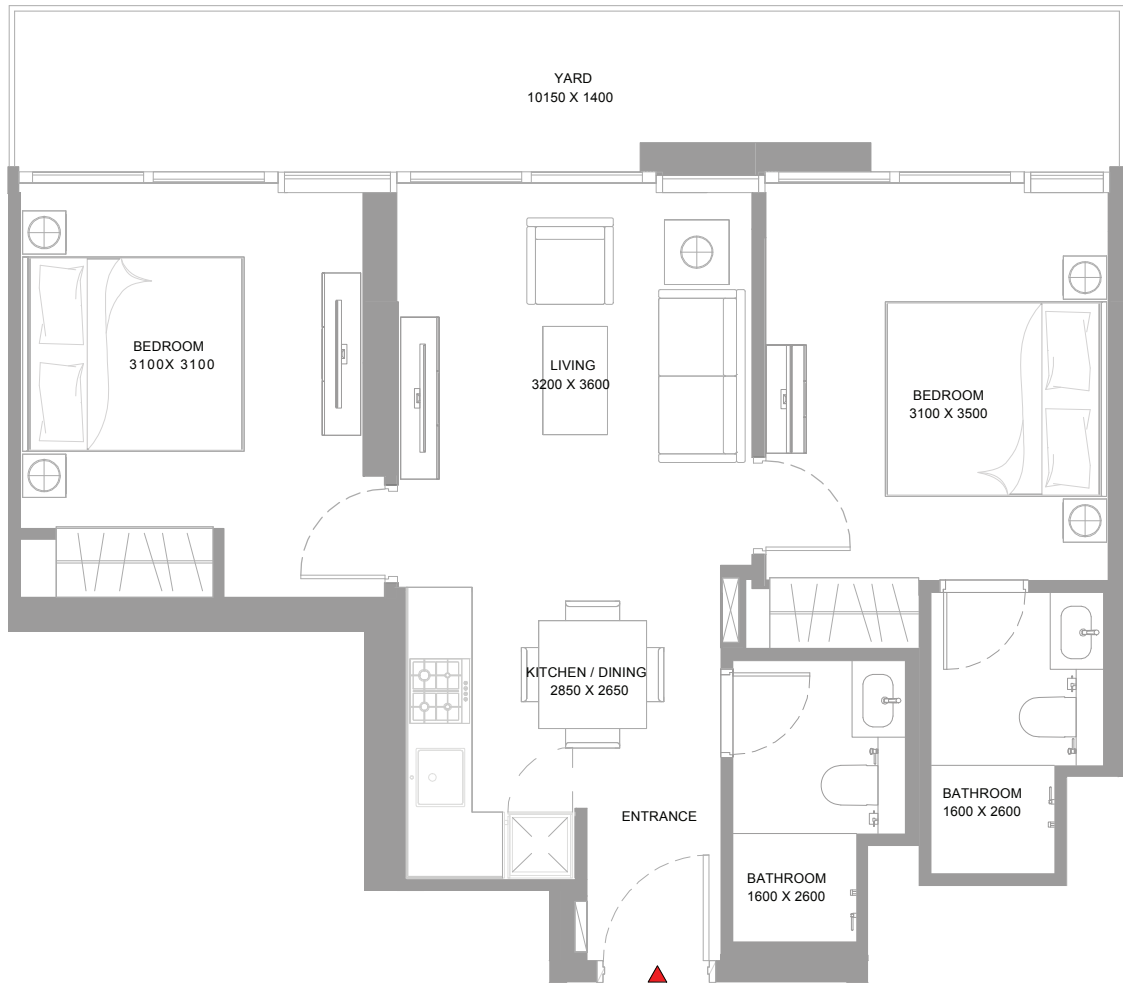 YARD
10150 X 1400
BEDROOM
3100X 3100
LIVING
3200 X 3600
BEDROOM
3100 X 3500
KITCHEN / DINING
2850 X 2650
ENTRANCE
BATHROOM
1600 X 2600
BATHROOM
1600 X 2600